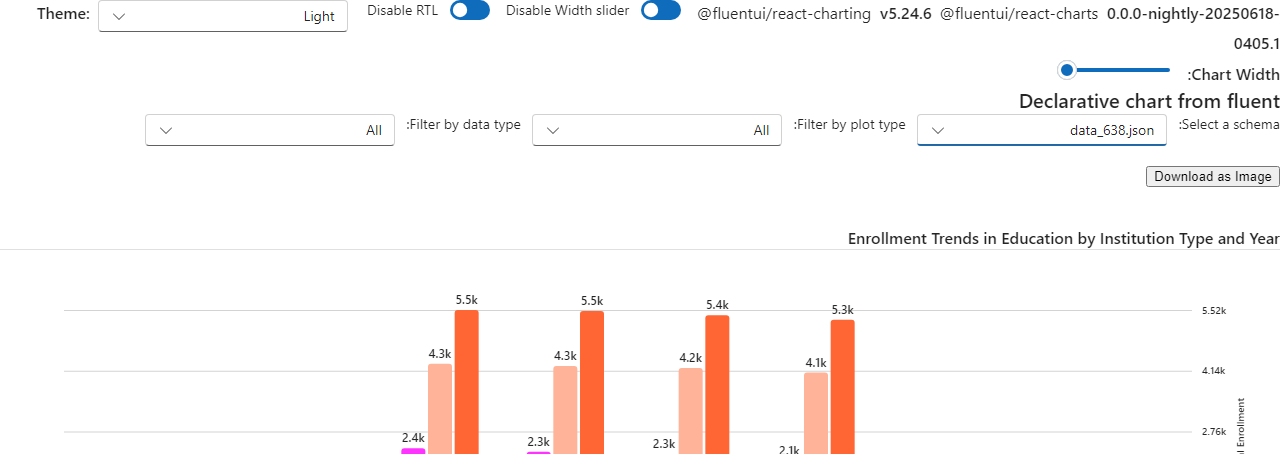 Theme: Light Disable RTL Disable Width slider @fluentui/react-charting v5.24.6 @fluentui/react-charts 0.0.0-nightly-20250618-
0405.1
:Chart Width
Declarative chart from fluent
:Select a schema data_638.json :Filter by plot type All :Filter by data type All
Download as Image
Enrollment Trends in Education by Institution Type and Year
5.5k 5.5k 5.4k 5.3k
5.52k
4.3k 4.3k 4.2k 4.1k
4.14k
2.4k 2.3k 2.3k 2.1k
2.76k
Enrollment